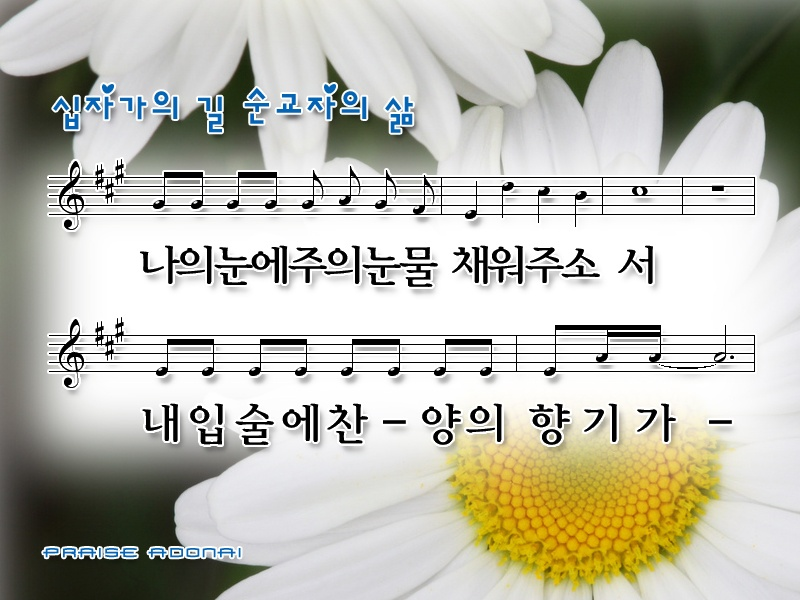 십자가의 길 순교자의 삶
나의눈에주의눈물 채워주소 서
내입술에찬 - 양의 향기가 -
PRAISE ADONAI